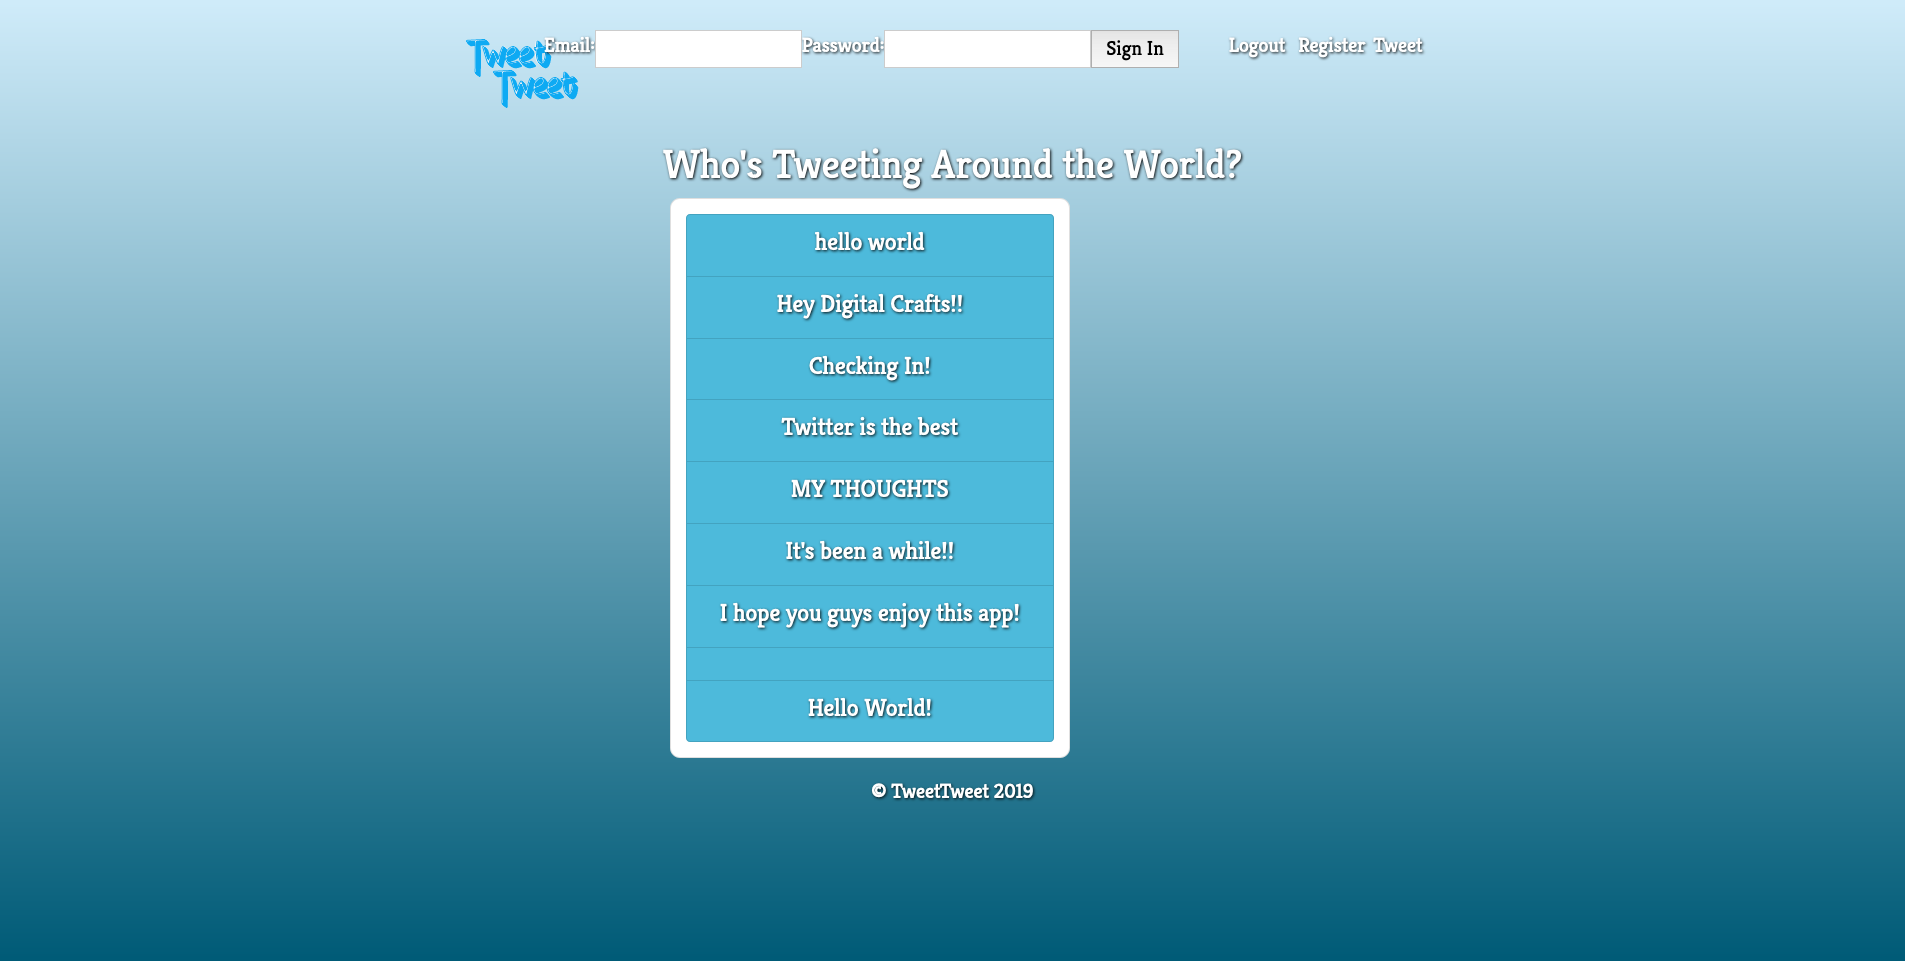 Tweet
Tweet
Email: Password: Sign In Logout Register Tweet
Who's Tweeting Around the World?
hello world
Hey Digital Crafts!!
Checking In!
Twitter is the best
MY THOUGHTS
It's been a while!!
I hope you guys enjoy this app!
Hello World!
© TweetTweet 2019